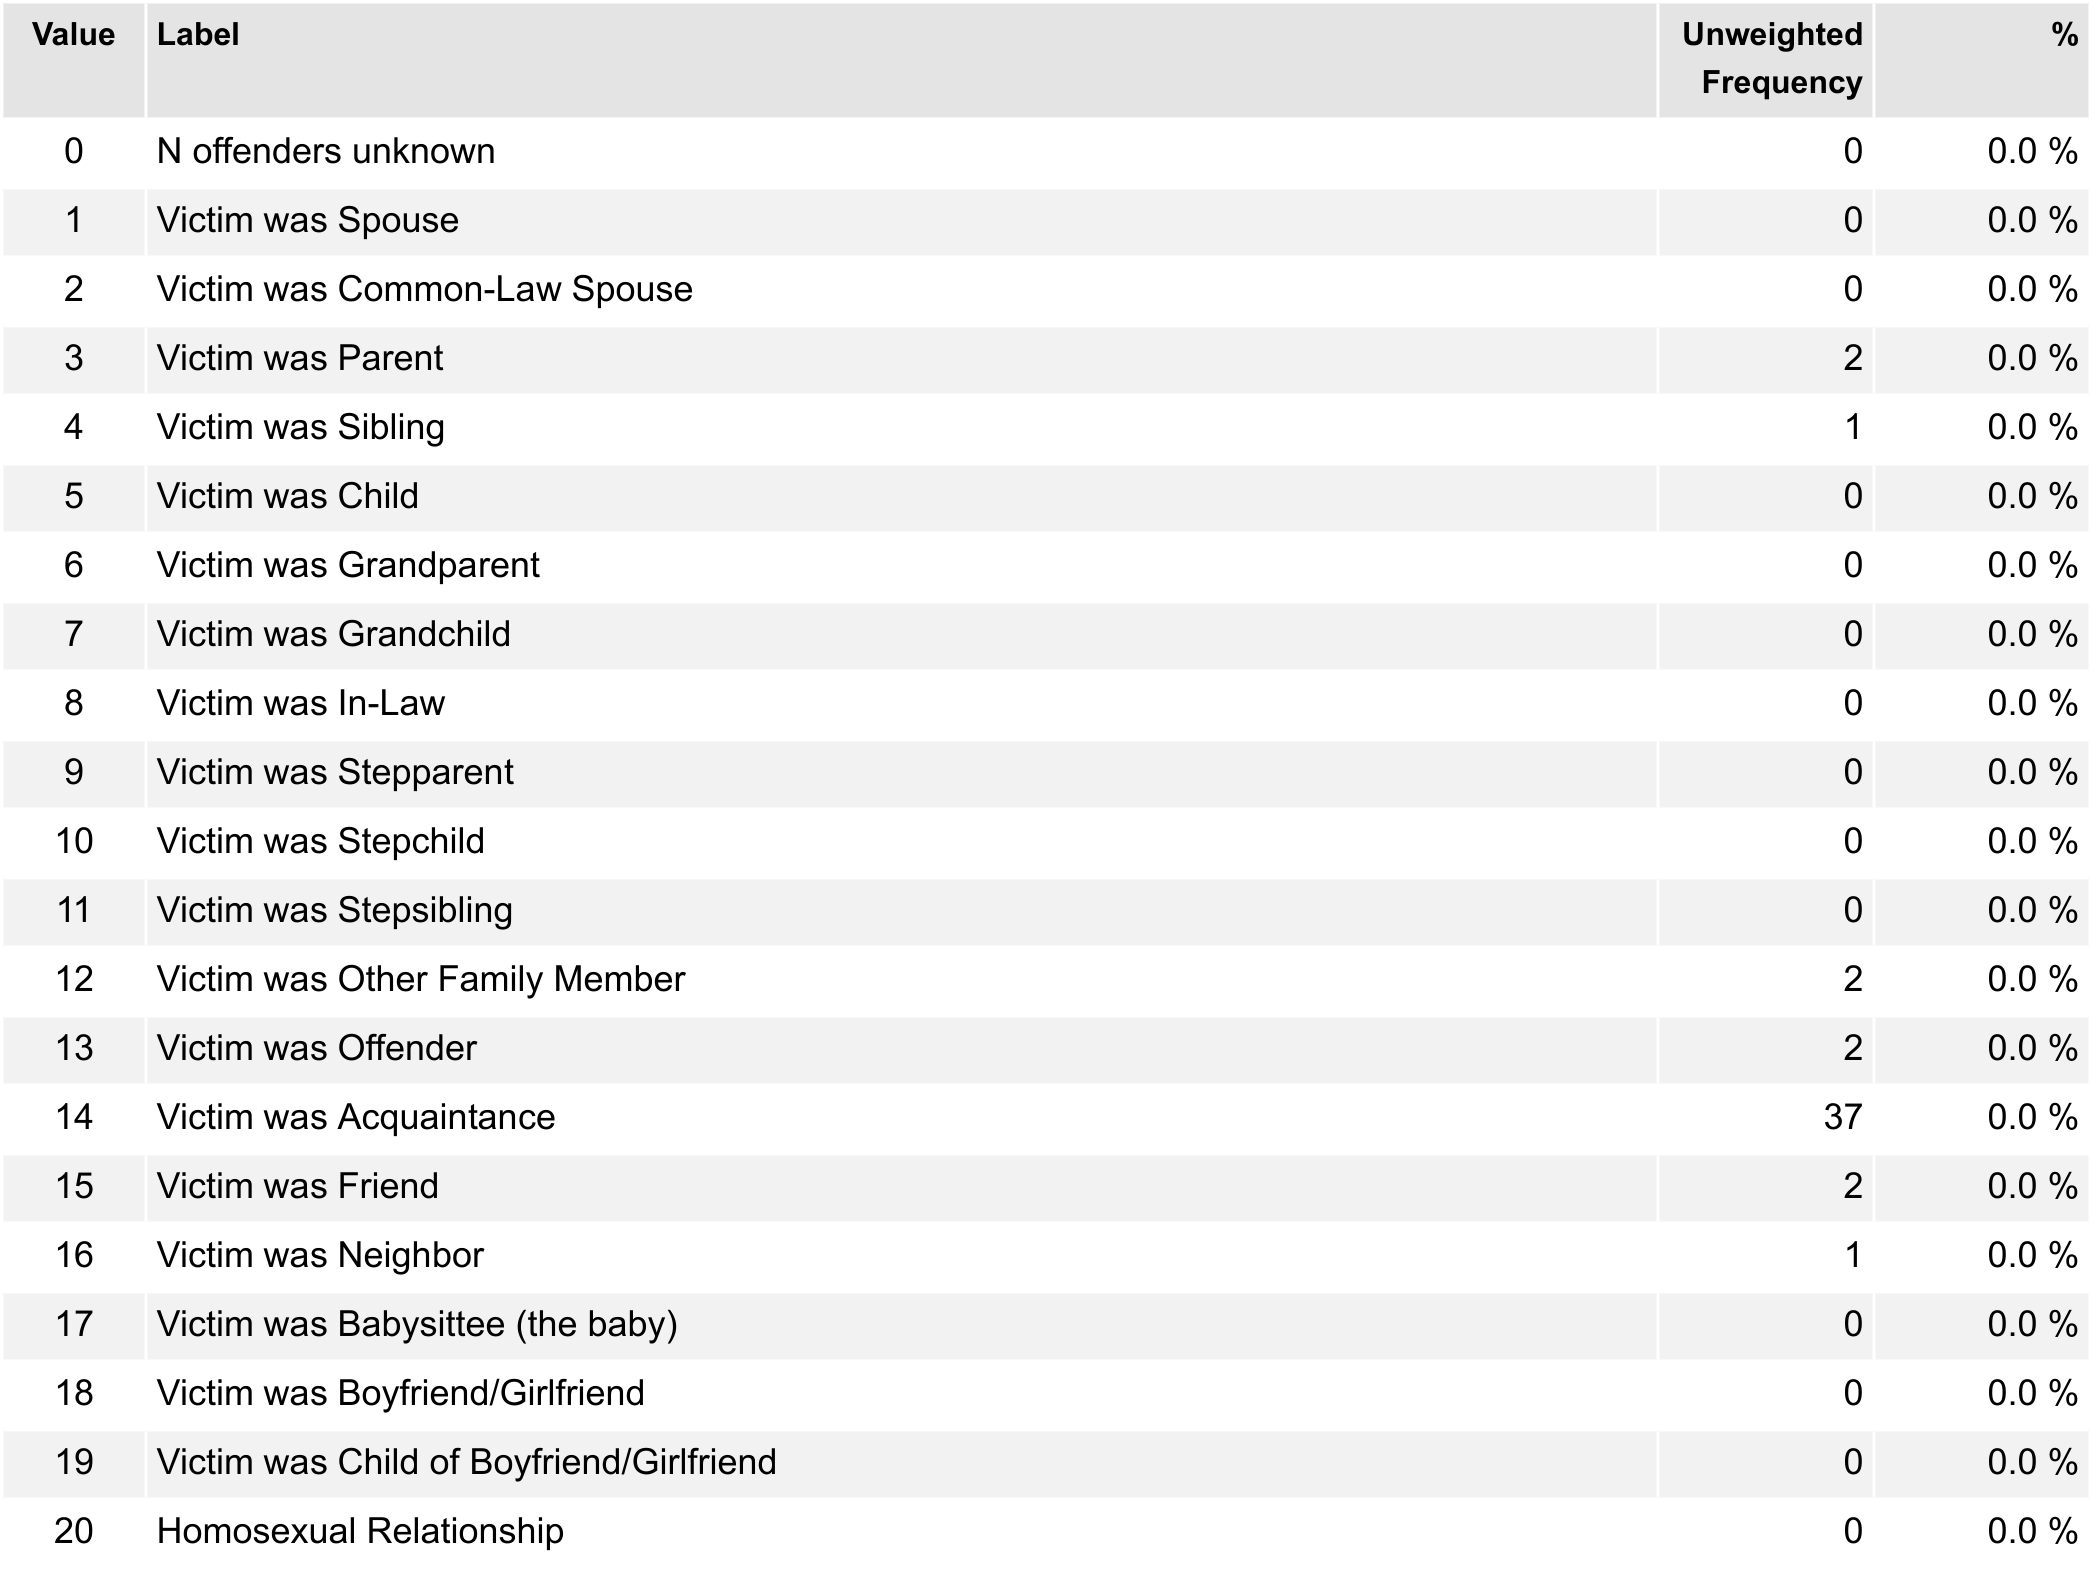 Value Label Unweighted Frequency %
0 N offenders unknown 0 0.0 %
1 Victim was Spouse 0 0.0 %
2 Victim was Common-Law Spouse 0 0.0 %
3 Victim was Parent 2 0.0 %
4 Victim was Sibling 1 0.0 %
5 Victim was Child 0 0.0 %
6 Victim was Grandparent 0 0.0 %
7 Victim was Grandchild 0 0.0 %
8 Victim was In-Law 0 0.0 %
9 Victim was Stepparent 0 0.0 %
10 Victim was Stepchild 0 0.0 %
11 Victim was Stepsibling 0 0.0 %
12 Victim was Other Family Member 2 0.0 %
13 Victim was Offender 2 0.0 %
14 Victim was Acquaintance 37 0.0 %
15 Victim was Friend 2 0.0 %
16 Victim was Neighbor 1 0.0 %
17 Victim was Babysittee (the baby) 0 0.0 %
18 Victim was Boyfriend/Girlfriend 0 0.0 %
19 Victim was Child of Boyfriend/Girlfriend 0 0.0 %
20 Homosexual Relationship 0 0.0 %